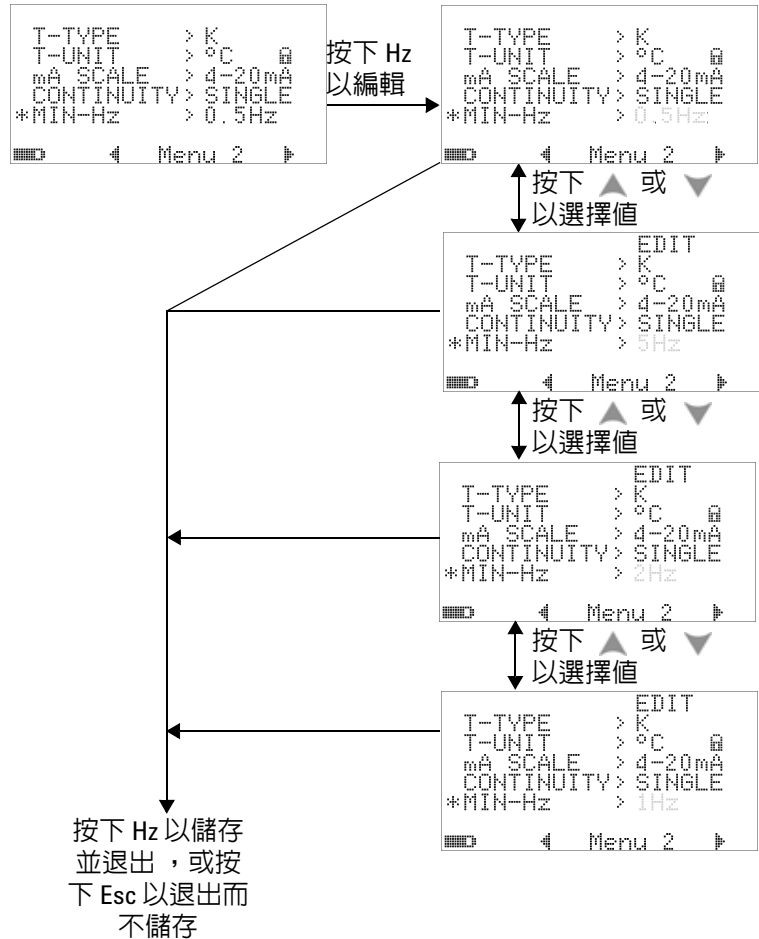 T-TYPE > K
T-UNIT > °C
mA SCALE > 4-20mA
CONTINUITY> SINGLE
*MIN-Hz > 0.5Hz
Menu 2
按下 Hz
以編輯
T-TYPE > K
T-UNIT > °C
mA SCALE > 4-20mA
CONTINUITY> SINGLE
*MIN-Hz > 0.5Hz
Menu 2
按下 ▲ 或 ▼
以選擇值
EDIT
T-TYPE > K
T-UNIT > °C
mA SCALE > 4-20mA
CONTINUITY> SINGLE
*MIN-Hz > 5Hz
Menu 2
按下 ▲ 或 ▼
以選擇值
EDIT
T-TYPE > K
T-UNIT > °C
mA SCALE > 4-20mA
CONTINUITY> SINGLE
*MIN-Hz > 2Hz
Menu 2
按下 ▲ 或 ▼
以選擇值
EDIT
T-TYPE > K
T-UNIT > °C
mA SCALE > 4-20mA
CONTINUITY> SINGLE
*MIN-Hz > 1Hz
Menu 2
按下 Hz 以儲存
並退出 ，或按
下 Esc 以退出而
不儲存